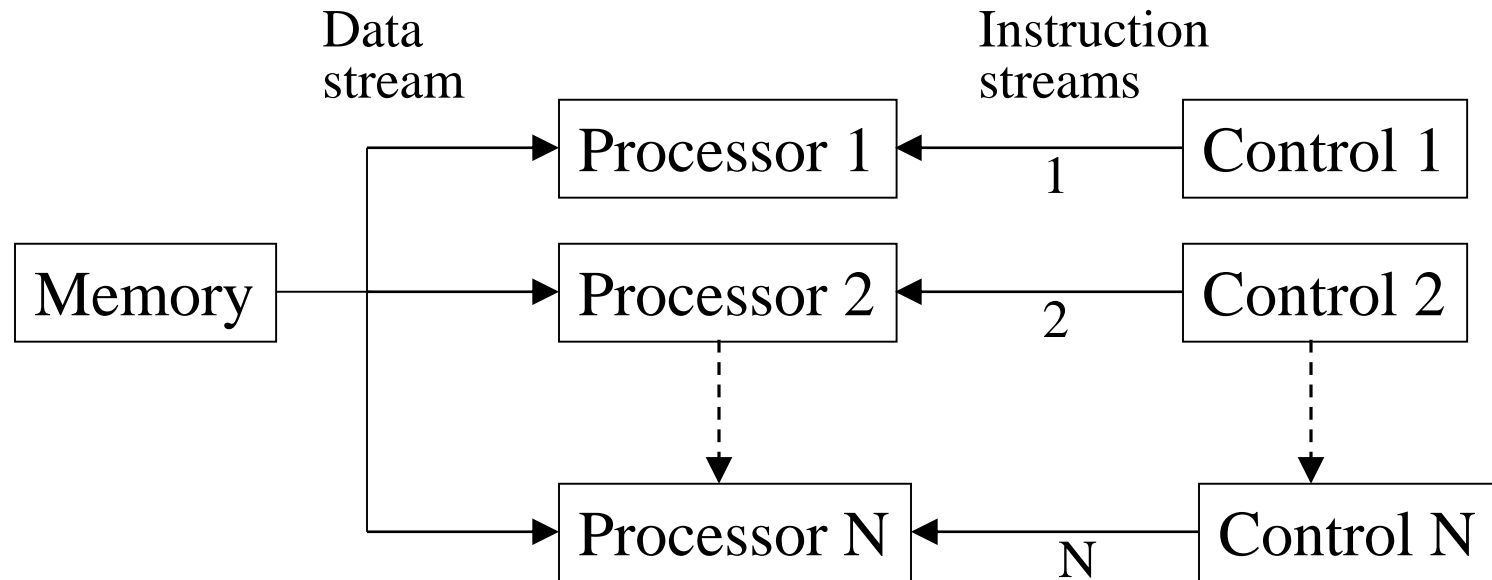 Data
stream
Instruction
streams
Processor 1
1
Control 1
Memory
Processor 2
2
Control 2
Processor N
N
Control N